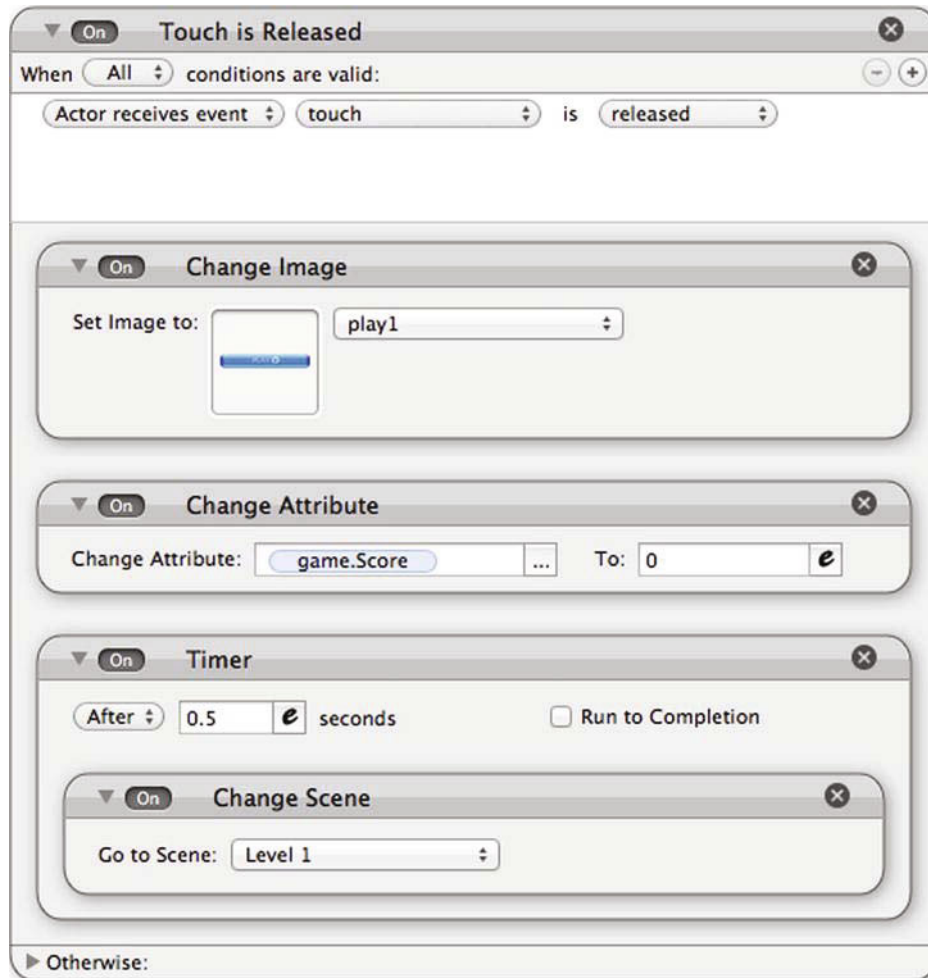 On Touch is Released
When All conditions are valid:
Actor receives event touch is released
On Change Image
Set Image to: play1
PLAY
On Change Attribute
Change Attribute: game.Score ... To: 0 e
On Timer
After 0.5 e seconds Run to Completion
On Change Scene
Go to Scene: Level 1
Otherwise: